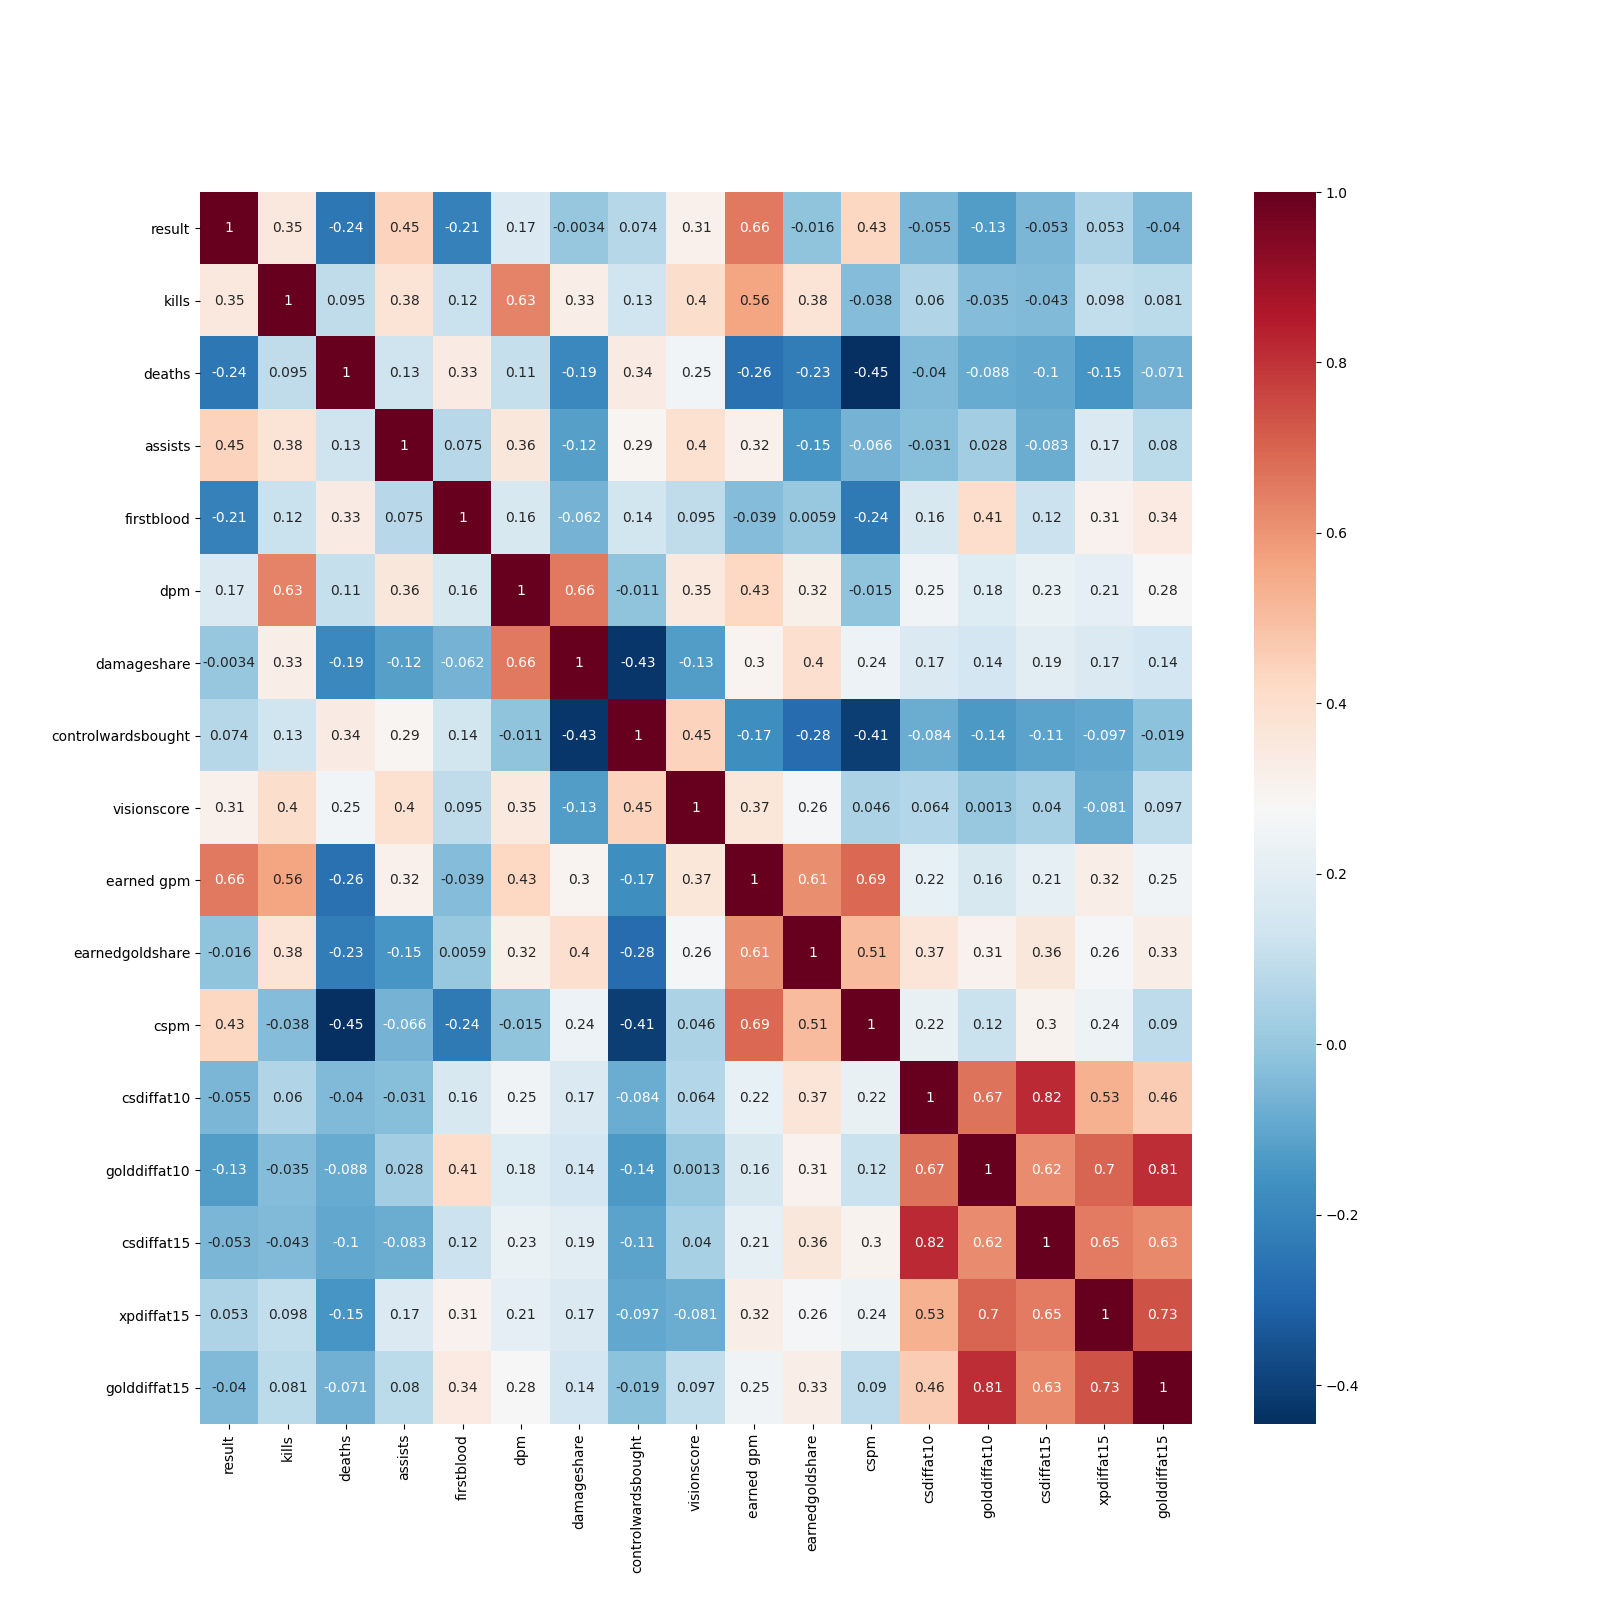 result 1 0.35 -0.24 0.45 -0.21 0.17 -0.0034 0.074 0.31 0.66 -0.016 0.43 -0.055 -0.13 -0.053 0.053 -0.04
kills 0.35 1 0.095 0.38 0.12 0.63 0.33 0.13 0.4 0.56 0.38 -0.038 0.06 -0.035 -0.043 0.098 0.081
deaths -0.24 0.095 1 0.13 0.33 0.11 -0.19 0.34 0.25 -0.26 -0.23 -0.45 -0.04 -0.088 -0.1 -0.15 -0.071
assists 0.45 0.38 0.13 1 0.075 0.36 -0.12 0.29 0.4 0.32 -0.15 -0.066 -0.031 0.028 -0.083 0.17 0.08
firstblood -0.21 0.12 0.33 0.075 1 0.16 -0.062 0.14 0.095 -0.039 0.0059 -0.24 0.16 0.41 0.12 0.31 0.34
dpm 0.17 0.63 0.11 0.36 0.16 1 0.66 -0.011 0.35 0.43 0.32 -0.015 0.25 0.18 0.23 0.21 0.28
damageshare -0.0034 0.33 -0.19 -0.12 -0.062 0.66 1 -0.43 -0.13 0.3 0.4 0.24 0.17 0.14 0.19 0.17 0.14
controlwardsbought 0.074 0.13 0.34 0.29 0.14 -0.011 -0.43 1 0.45 -0.17 -0.28 -0.41 -0.084 -0.14 -0.11 -0.097 -0.019
visionscore 0.31 0.4 0.25 0.4 0.095 0.35 -0.13 0.45 1 0.37 0.26 0.046 0.064 0.0013 0.04 -0.081 0.097
earned gpm 0.66 0.56 -0.26 0.32 -0.039 0.43 0.3 -0.17 0.37 1 0.61 0.69 0.22 0.16 0.21 0.32 0.25
earnedgoldshare -0.016 0.38 -0.23 -0.15 0.0059 0.32 0.4 -0.28 0.26 0.61 1 0.51 0.37 0.31 0.36 0.26 0.33
cspm 0.43 -0.038 -0.45 -0.066 -0.24 -0.015 0.24 -0.41 0.046 0.69 0.51 1 0.22 0.12 0.3 0.24 0.09
csdiffat10 -0.055 0.06 -0.04 -0.031 0.16 0.25 0.17 -0.084 0.064 0.22 0.37 0.22 1 0.67 0.82 0.53 0.46
golddiffat10 -0.13 -0.035 -0.088 0.028 0.41 0.18 0.14 -0.14 0.0013 0.16 0.31 0.12 0.67 1 0.62 0.7 0.81
csdiffat15 -0.053 -0.043 -0.1 -0.083 0.12 0.23 0.19 -0.11 0.04 0.21 0.36 0.3 0.82 0.62 1 0.65 0.63
xpdiffat15 0.053 0.098 -0.15 0.17 0.31 0.21 0.17 -0.097 -0.081 0.32 0.26 0.24 0.53 0.7 0.65 1 0.73
golddiffat15 -0.04 0.081 -0.071 0.08 0.34 0.28 0.14 -0.019 0.097 0.25 0.33 0.09 0.46 0.81 0.63 0.73 1
result
kills
deaths
assists
firstblood
dpm
damageshare
controlwardsbought
visionscore
earned gpm
earnedgoldshare
cspm
csdiffat10
golddiffat10
csdiffat15
xpdiffat15
golddiffat15
1.0
0.8
0.6
0.4
0.2
0.0
−0.2
−0.4